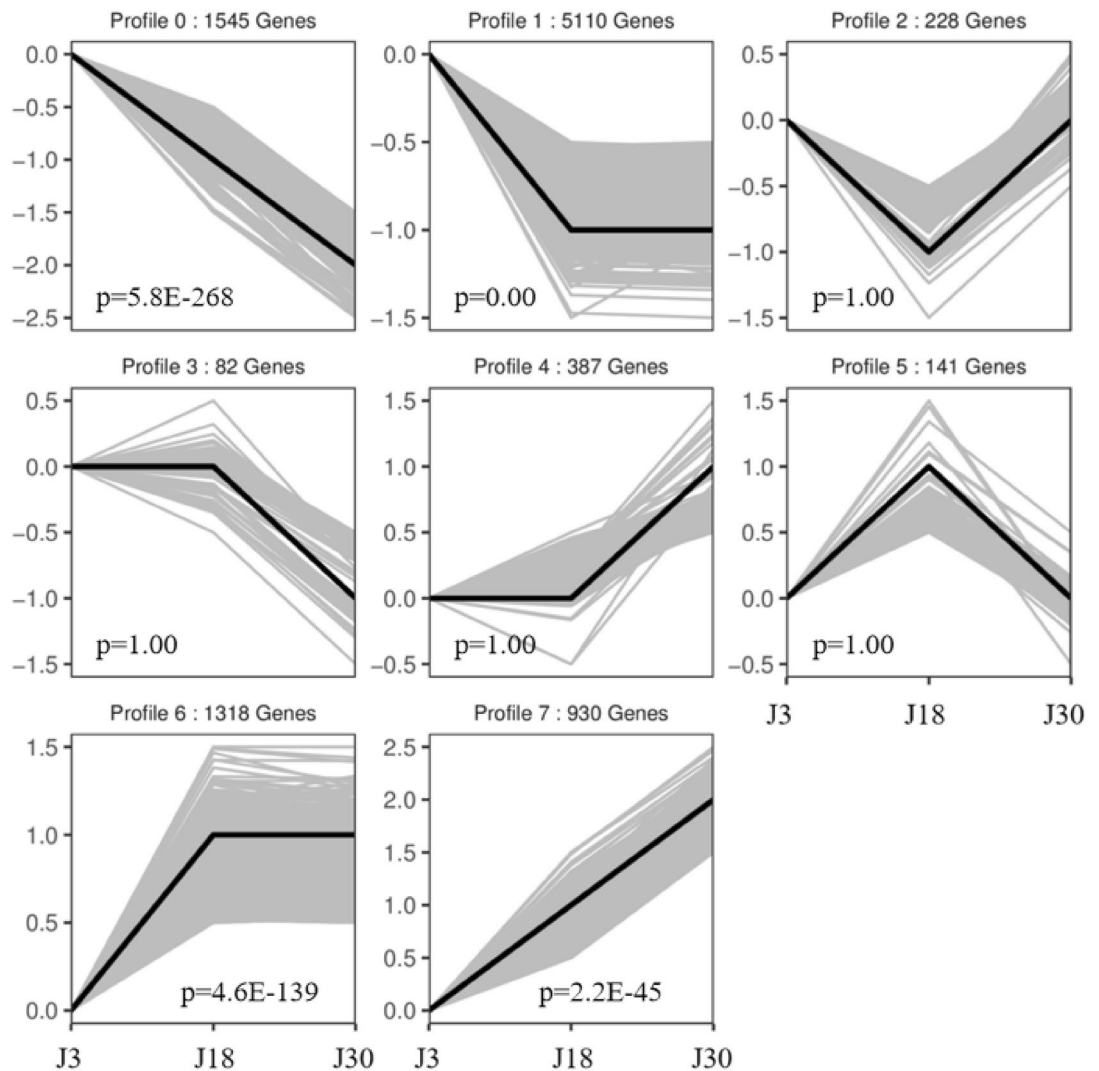 Profile 0 : 1545 Genes
0.0
−0.5
−1.0
−1.5
−2.0
−2.5
p=5.8E-268
Profile 1 : 5110 Genes
0.0
−0.5
−1.0
−1.5
p=0.00
Profile 2 : 228 Genes
0.5
0.0
−0.5
−1.0
−1.5
p=1.00
Profile 3 : 82 Genes
0.5
0.0
−0.5
−1.0
−1.5
p=1.00
Profile 4 : 387 Genes
1.5
1.0
0.5
0.0
−0.5
p=1.00
Profile 5 : 141 Genes
1.5
1.0
0.5
0.0
−0.5
p=1.00
J3 J18 J30
Profile 6 : 1318 Genes
1.5
1.0
0.5
0.0
p=4.6E-139
J3 J18 J30
Profile 7 : 930 Genes
2.5
2.0
1.5
1.0
0.5
0.0
p=2.2E-45
J3 J18 J30